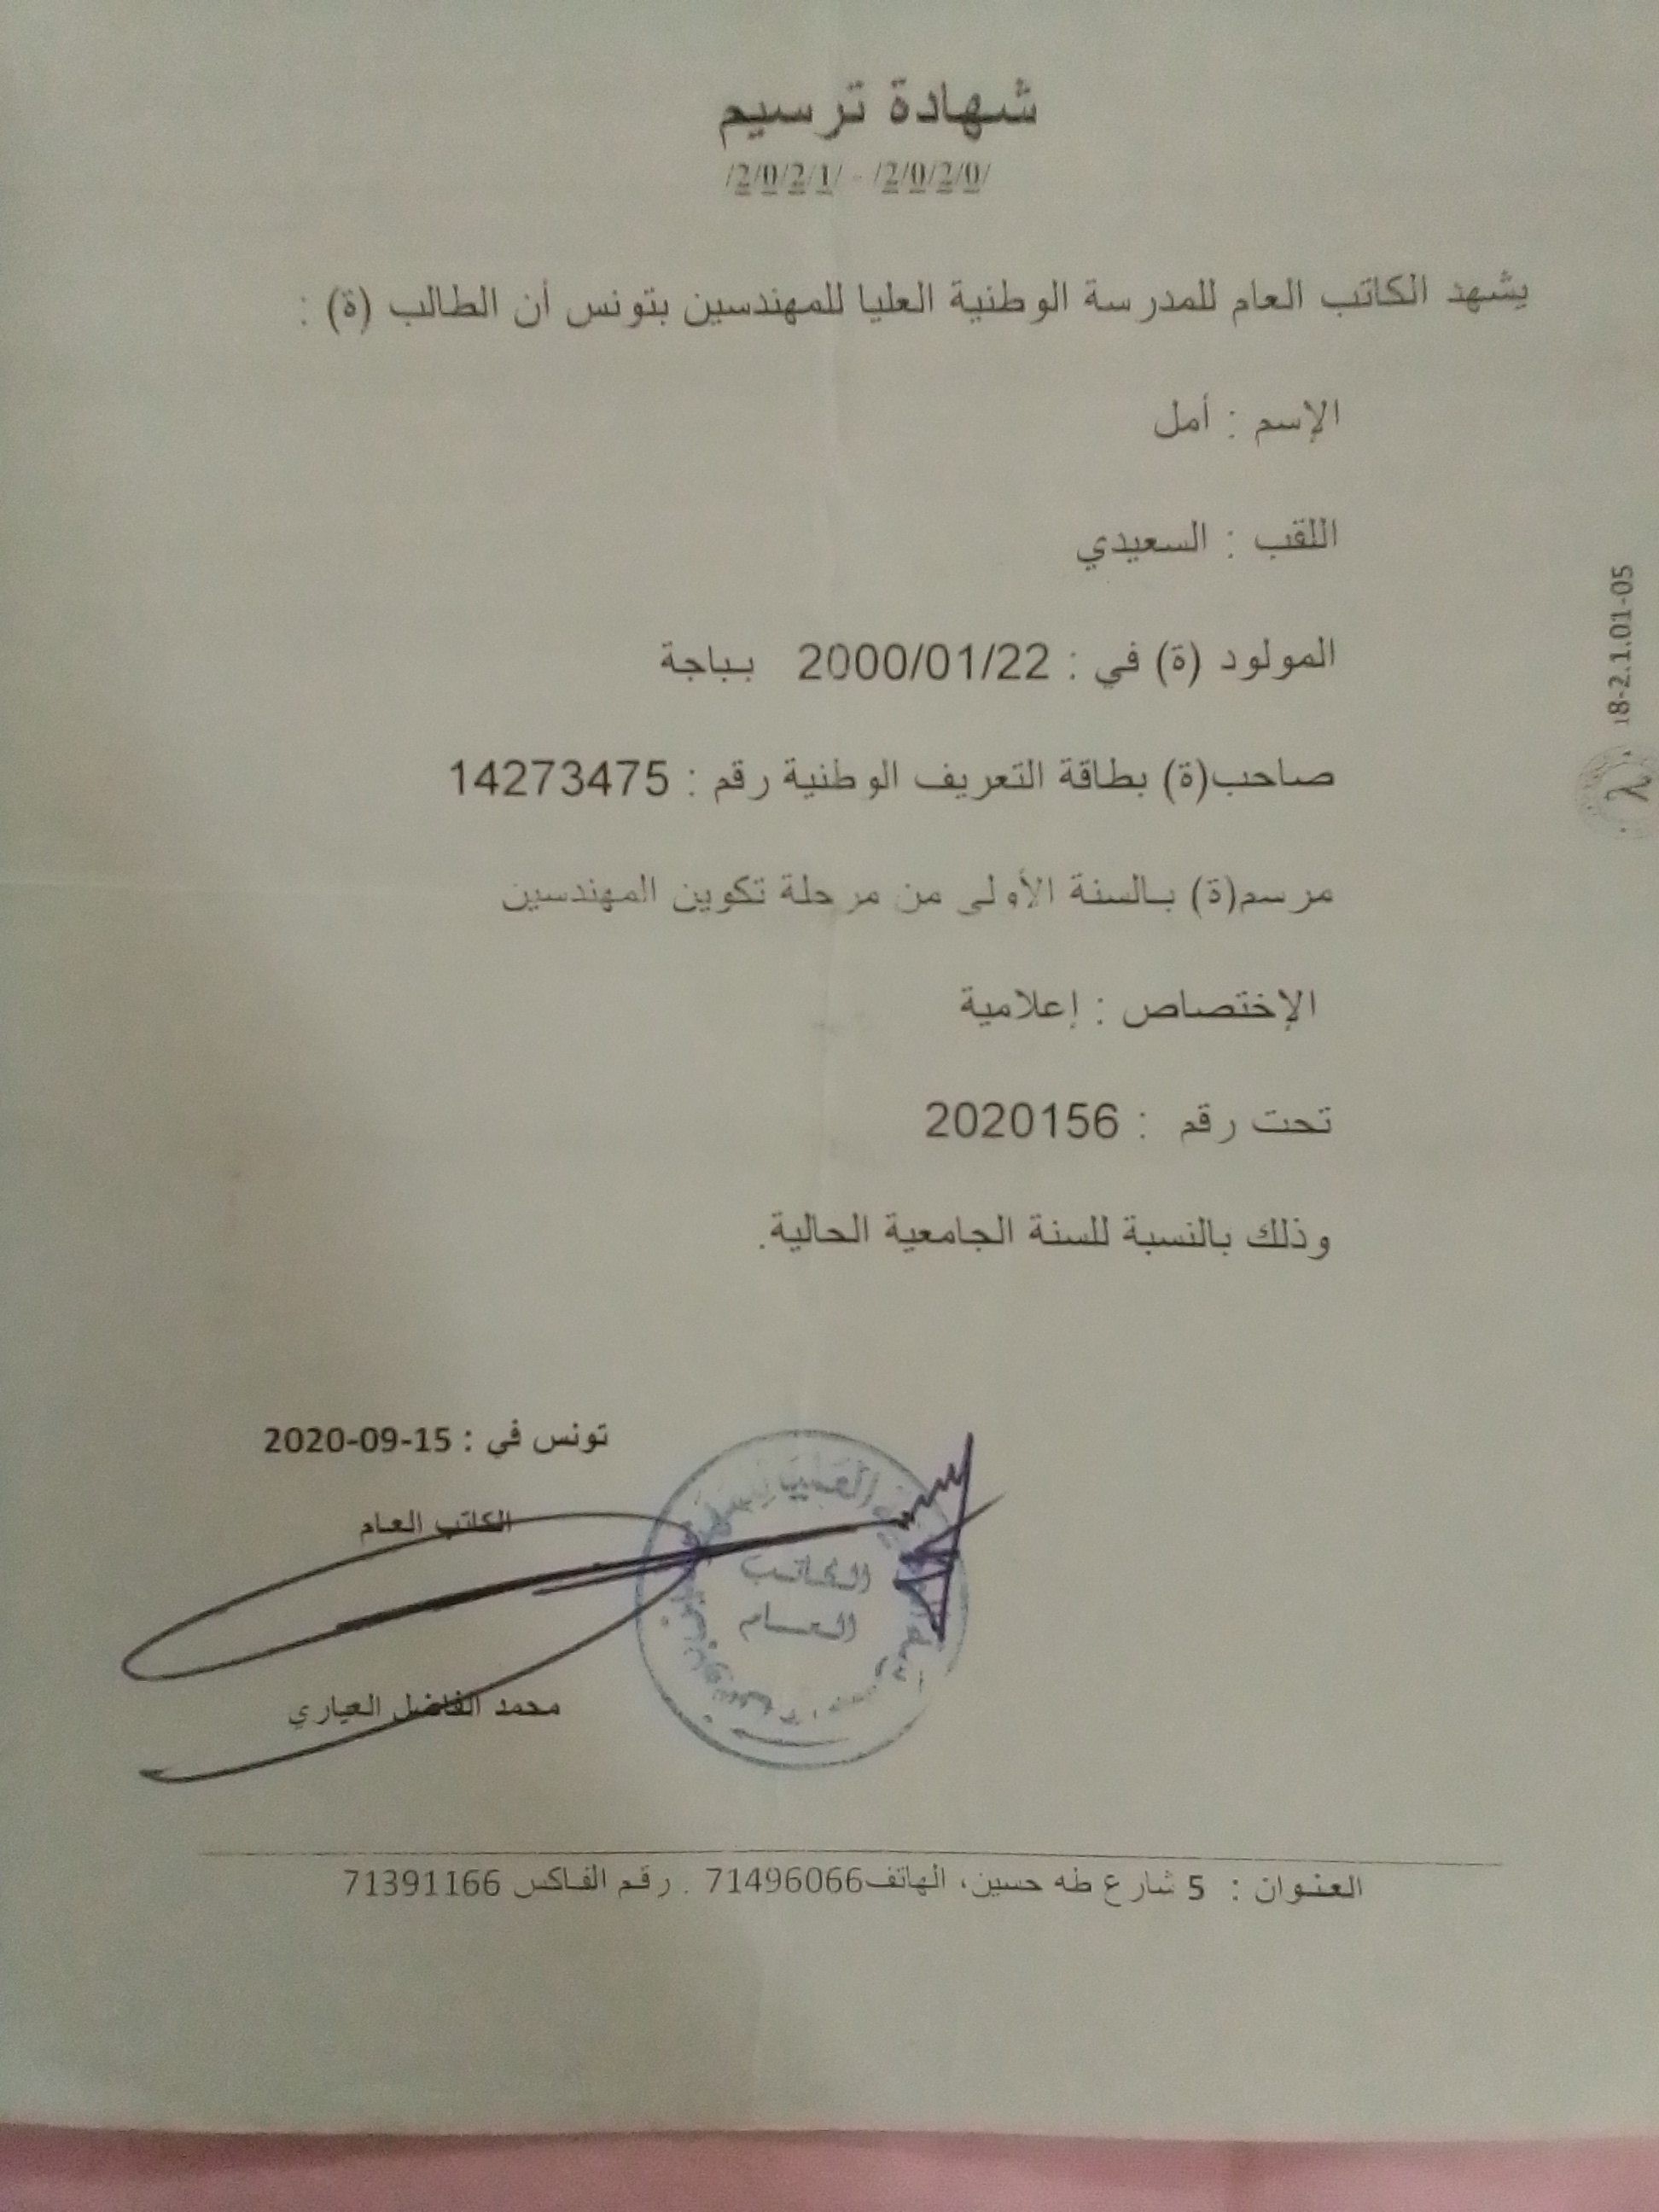 شهادة ترسيم
/2/0/2/1/ - /2/0/2/0/
يشهد الكاتب العام للمدرسة الوطنية العليا للمهندسين بتونس أن الطالب (ة) :
الإسم : أمل
اللقب : السعيدي
المولود (ة) في : 2000/01/22 بباجة
صاحب(ة) بطاقة التعريف الوطنية رقم : 14273475
مرسم(ة) بالسنة الأولى من مرحلة تكوين المهندسين
الإختصاص : إعلامية
تحت رقم : 2020156
وذلك بالنسبة للسنة الجامعية الحالية.
18-2.1.01-05
تونس في : 15-09-2020
الكاتب العام
الكاتب
العام
محمد الفاضل العياري
العنوان : 5 شارع طه حسين، الهاتف71496066 . رقم الفاكس 71391166